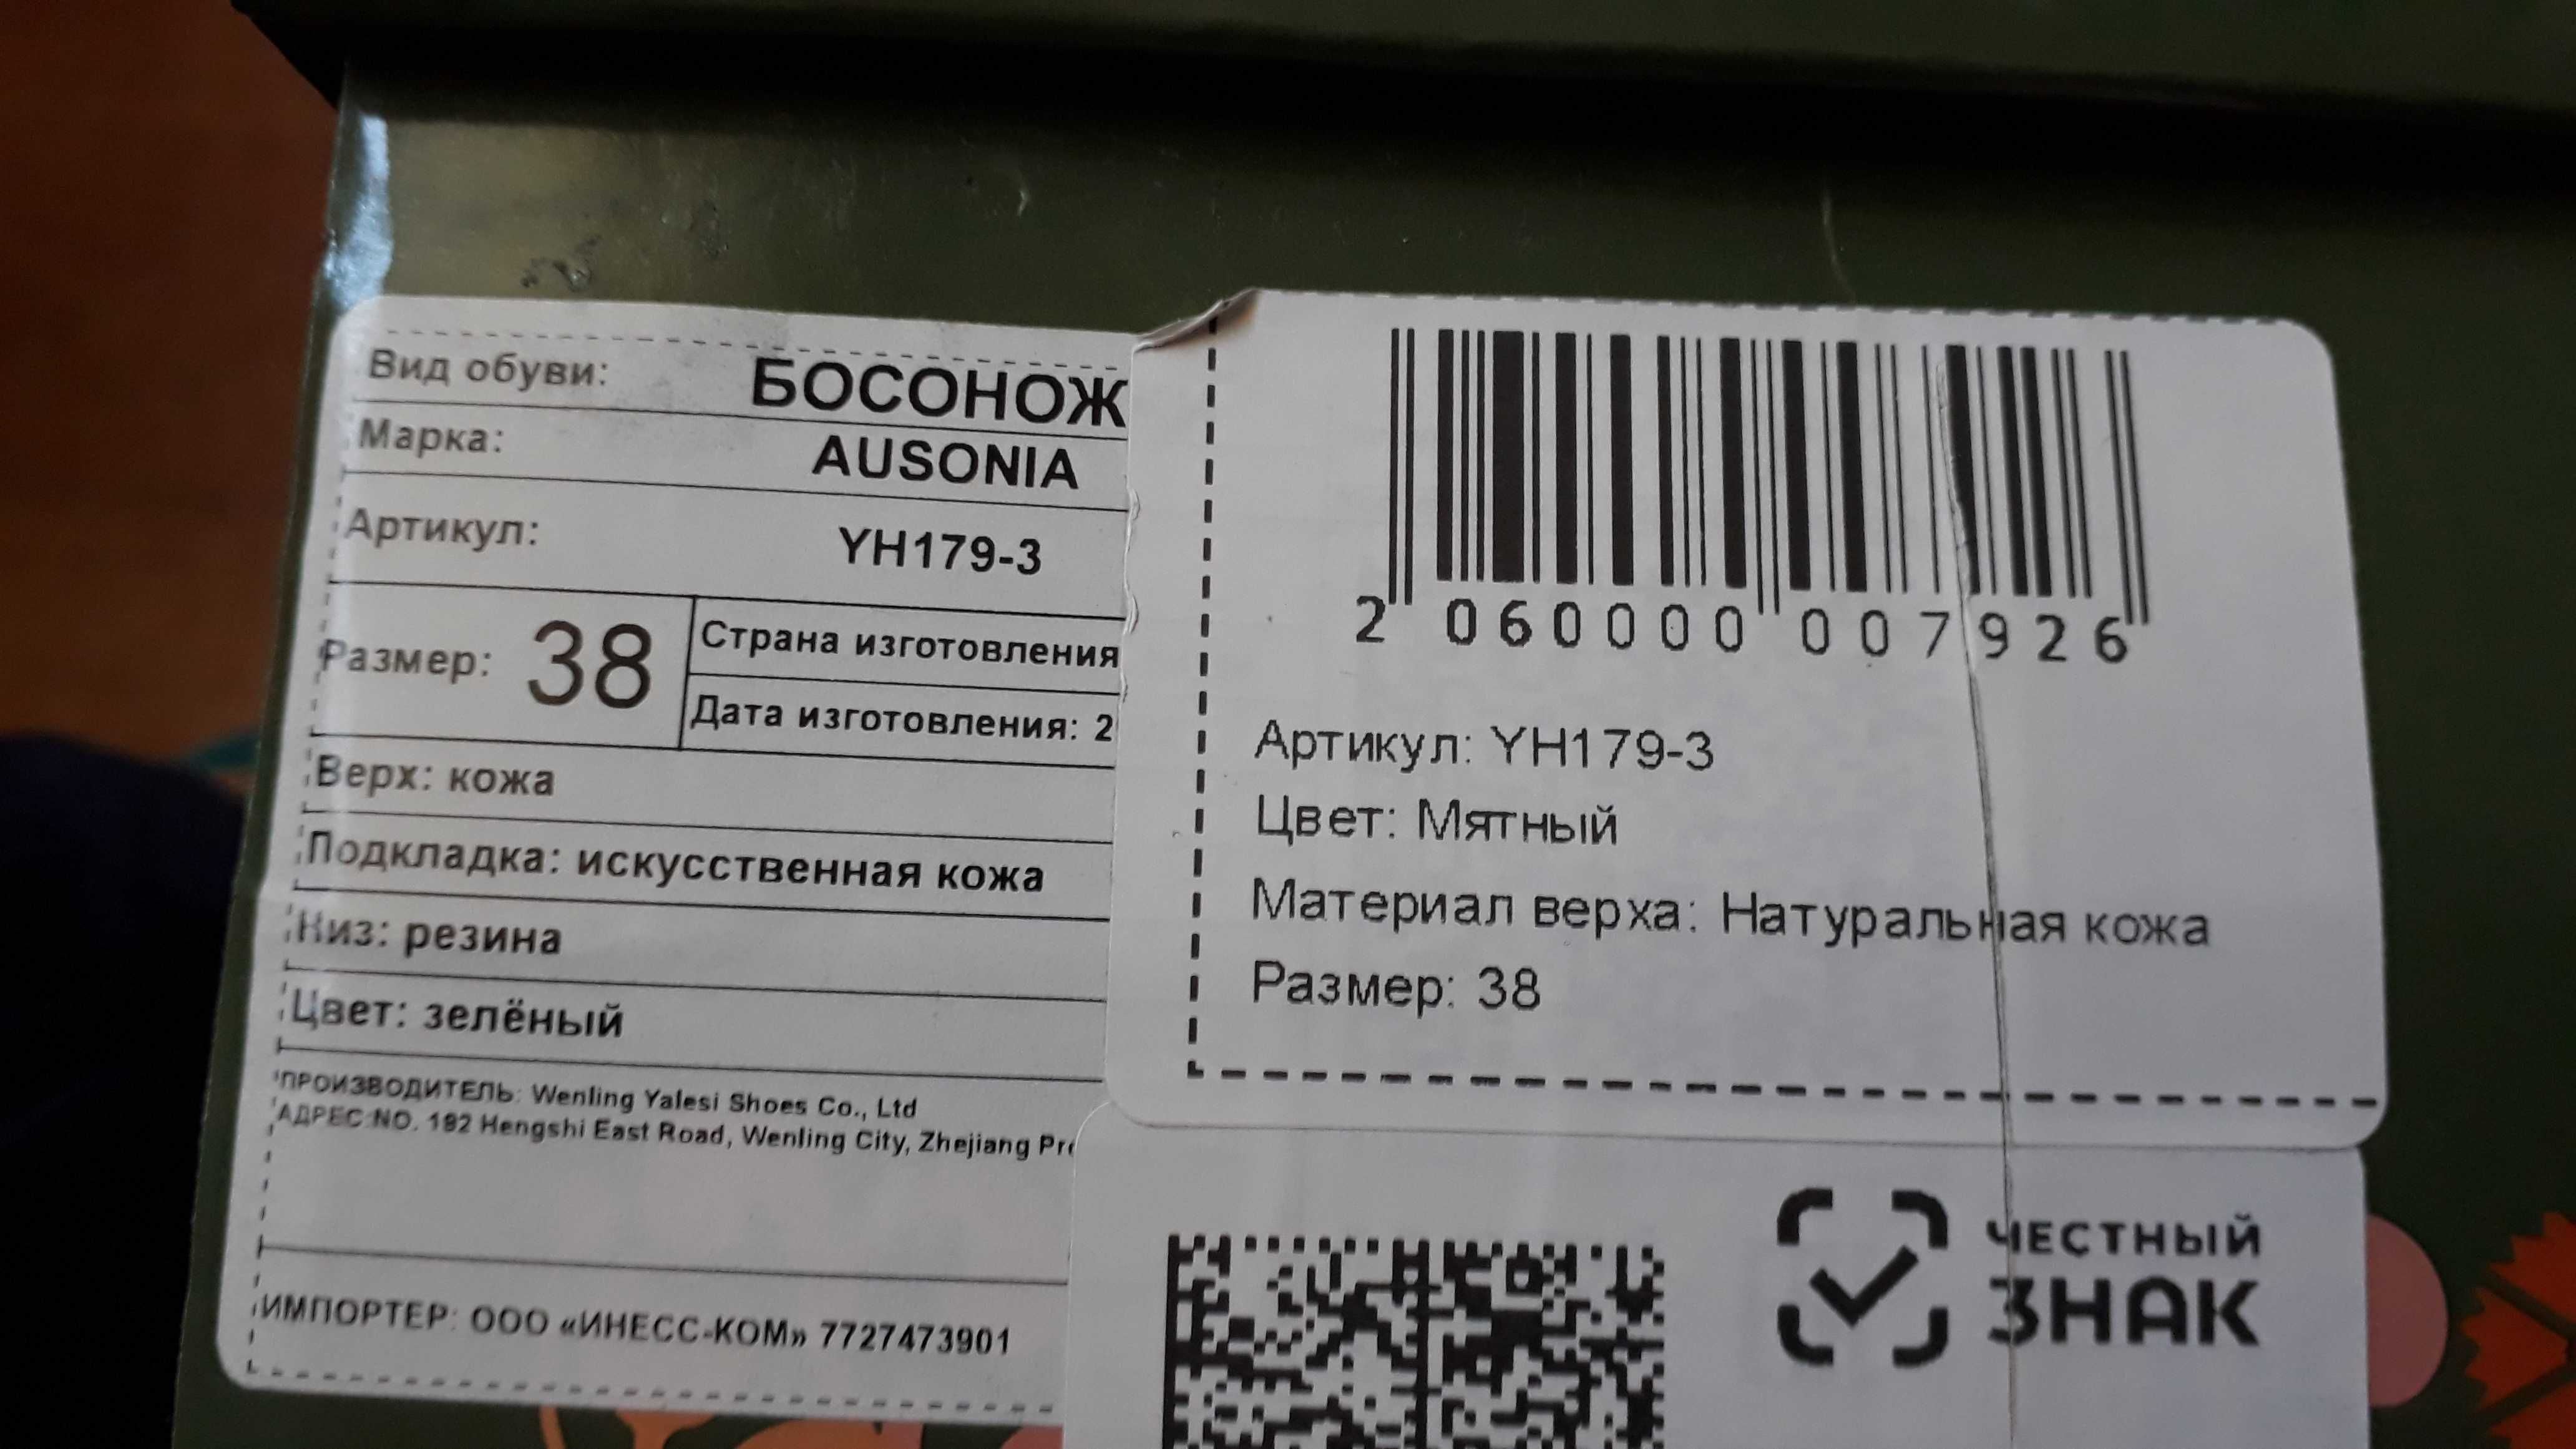 Вид обуви: БОСОНОЖ
Марка: AUSONIA
Артикул: YH179-3
Размер: 38
Страна изготовления
Дата изготовления: 2
Верх: кожа
Подкладка: искусственная кожа
Низ: резина
Цвет: зелёный
ПРОИЗВОДИТЕЛЬ: Wenling Yalesi Shoes Co., Ltd
АДРЕС:NO. 192 Hengshi East Road, Wenling City, Zhejiang Pr
ИМПОРТЕР: ООО «ИНЕСС-КОМ» 7727473901
2 060000 007926
Артикул: YH179-3
Цвет: Мятный
Материал верха: Натуральная кожа
Размер: 38
ЧЕСТНЫЙ
ЗНАК